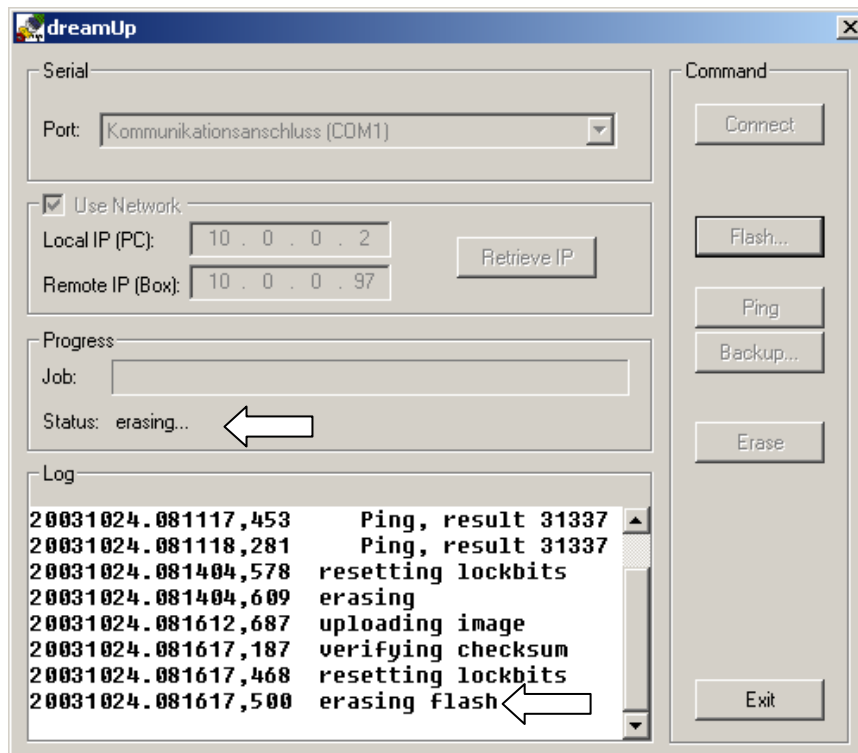 dreamUp
Serial
Port: Kommunikationsanschluss (COM1)
Use Network
Local IP (PC): 10 . 0 . 0 . 2
Remote IP (Box): 10 . 0 . 0 . 97
Retrieve IP
Progress
Job:
Status: erasing...
Log
20031024.081117,453 Ping, result 31337
20031024.081118,281 Ping, result 31337
20031024.081404,578 resetting lockbits
20031024.081404,609 erasing
20031024.081612,687 uploading image
20031024.081617,187 verifying checksum
20031024.081617,468 resetting lockbits
20031024.081617,500 erasing flash
Command
Connect
Flash...
Ping
Backup...
Erase
Exit